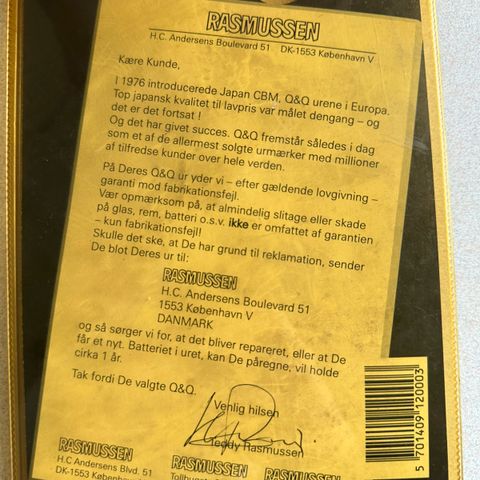 RASMUSSEN
H.C. Andersens Boulevard 51 DK-1553 København V
Kære Kunde,
I 1976 introducerede Japan CBM, Q&Q urene i Europa.
Top japansk kvalitet til lavpris var målet dengang – og
det er det fortsat !
Og det har givet succes. Q&Q fremstår således i dag
som et af de allermest solgte urmærker med millioner
af tilfredse kunder over hele verden.
På Deres Q&Q ur yder vi – efter gældende lovgivning –
garanti mod fabrikationsfejl.
Vær opmærksom på, at almindelig slitage eller skade
på glas, rem, batteri o.s.v. ikke er omfattet af garantien
– kun fabrikationsfejl!
Skulle det ske, at De har grund til reklamation, sender
De blot Deres ur til:
RASMUSSEN
H.C. Andersens Boulevard 51
1553 København V
DANMARK
og så sørger vi for, at det bliver repareret, eller at De
får et nyt. Batteriet i uret, kan De påregne, vil holde
cirka 1 år.
Tak fordi De valgte Q&Q.
Venlig hilsen
Teddy Rasmussen
RASMUSSEN RASMUSSEN RASMUSSEN
H.C Andersens Blvd. 51
DK-1553 København V
5 701409 120003